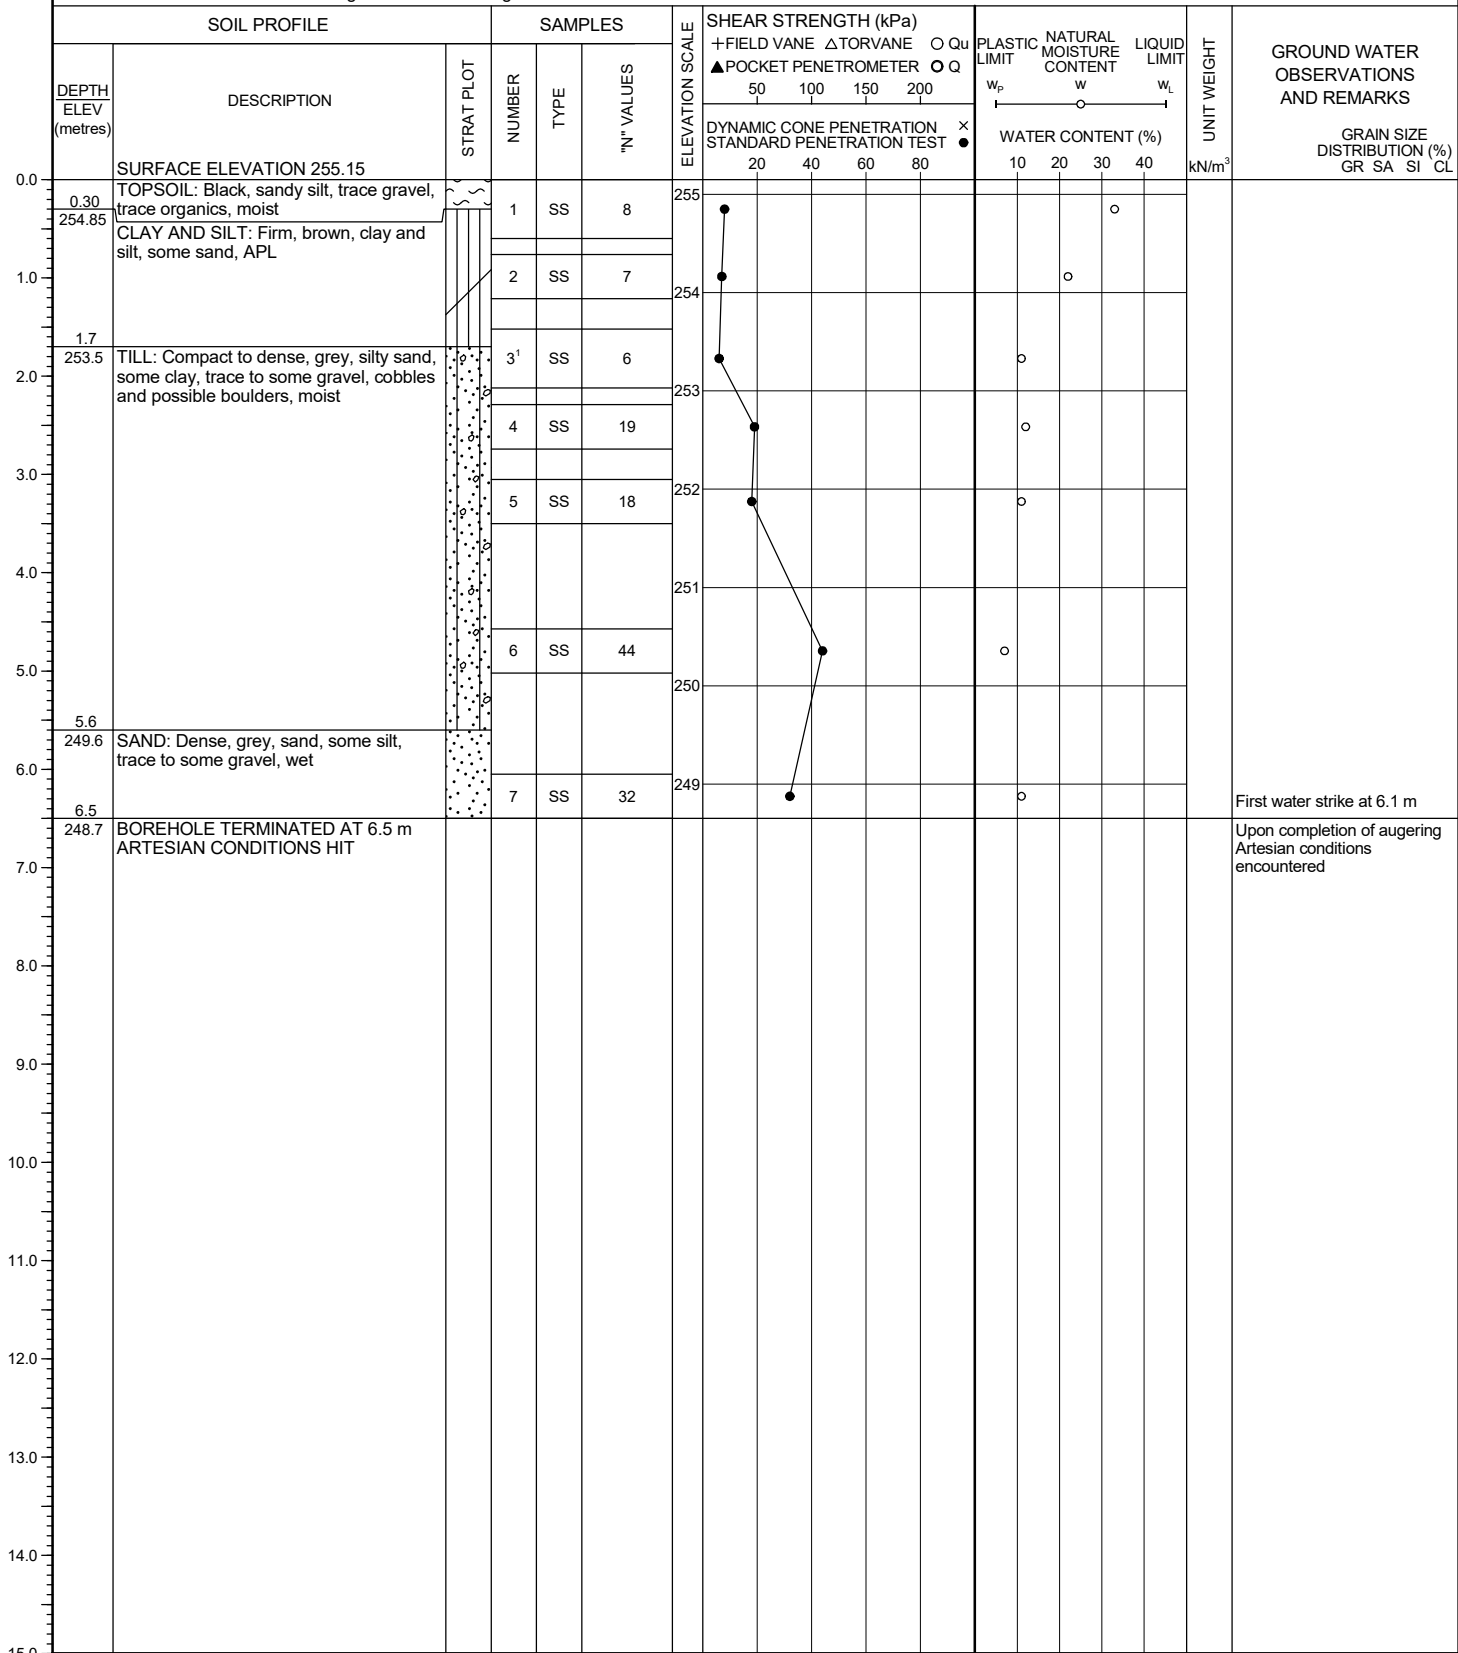 SOIL PROFILE
SAMPLES
ELEVATION SCALE
SHEAR STRENGTH (kPa)
+FIELD VANE △TORVANE ○ Qu
▲POCKET PENETROMETER O Q
50 100 150 200
DYNAMIC CONE PENETRATION ×
STANDARD PENETRATION TEST ●
20 40 60 80
PLASTIC LIMIT
NATURAL MOISTURE CONTENT
LIQUID LIMIT
WP W WL
WATER CONTENT (%)
10 20 30 40
UNIT WEIGHT
kN/m³
GROUND WATER
OBSERVATIONS
AND REMARKS
GRAIN SIZE
DISTRIBUTION (%)
GR SA SI CL
DEPTH
ELEV
(metres)
DESCRIPTION
STRAT PLOT
NUMBER
TYPE
"N" VALUES
SURFACE ELEVATION 255.15
0.0
0.30
254.85
TOPSOIL: Black, sandy silt, trace gravel,
trace organics, moist
1 SS 8
255
CLAY AND SILT: Firm, brown, clay and
silt, some sand, APL
1.0
2 SS 7
254
1.7
253.5
TILL: Compact to dense, grey, silty sand,
some clay, trace to some gravel, cobbles
and possible boulders, moist
3¹ SS 6
2.0
253
4 SS 19
3.0
252
5 SS 18
4.0
251
6 SS 44
5.0
250
5.6
249.6
SAND: Dense, grey, sand, some silt,
trace to some gravel, wet
6.0
249
7 SS 32
First water strike at 6.1 m
6.5
248.7
BOREHOLE TERMINATED AT 6.5 m
ARTESIAN CONDITIONS HIT
Upon completion of augering
Artesian conditions
encountered
7.0
8.0
9.0
10.0
11.0
12.0
13.0
14.0
15.0